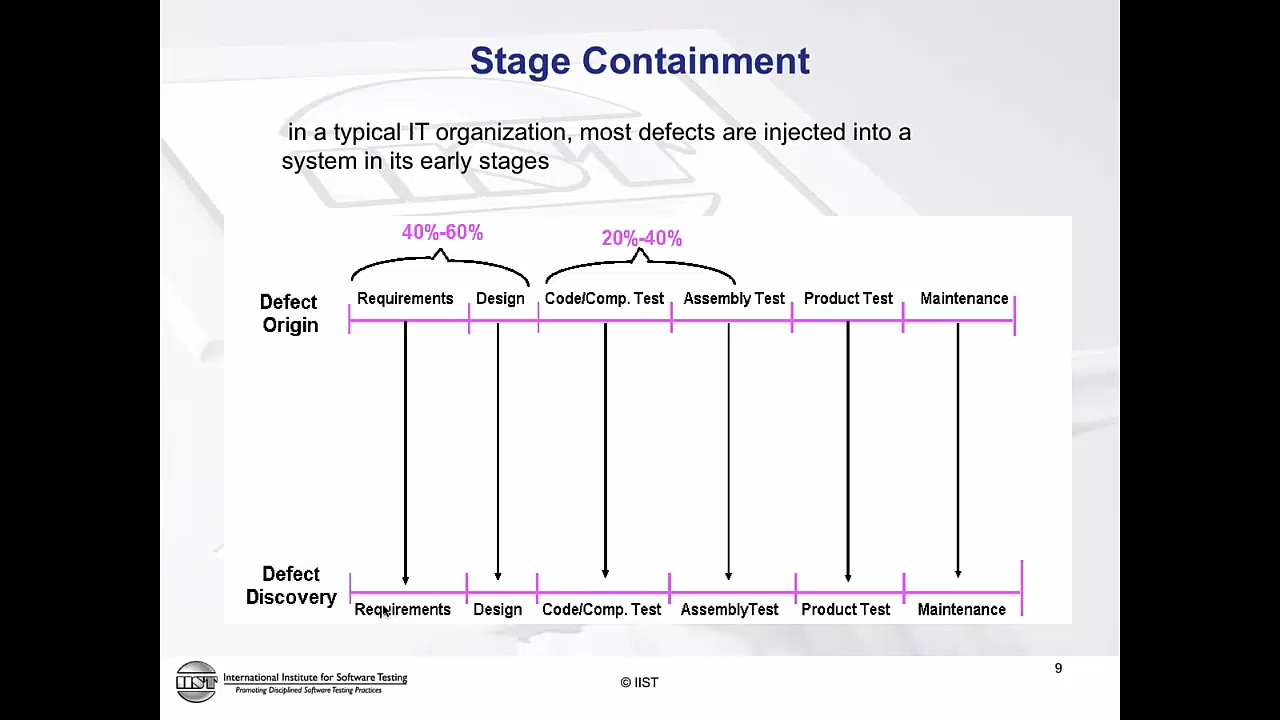 Stage Containment
in a typical IT organization, most defects are injected into a
system in its early stages
40%-60%
20%-40%
Defect
Origin
Requirements
Design
Code/Comp. Test
Assembly Test
Product Test
Maintenance
Defect
Discovery
Requirements
Design
Code/Comp. Test
AssemblyTest
Product Test
Maintenance
IIST
International Institute for Software Testing
Promoting Disciplined Software Testing Practices
© IIST
9